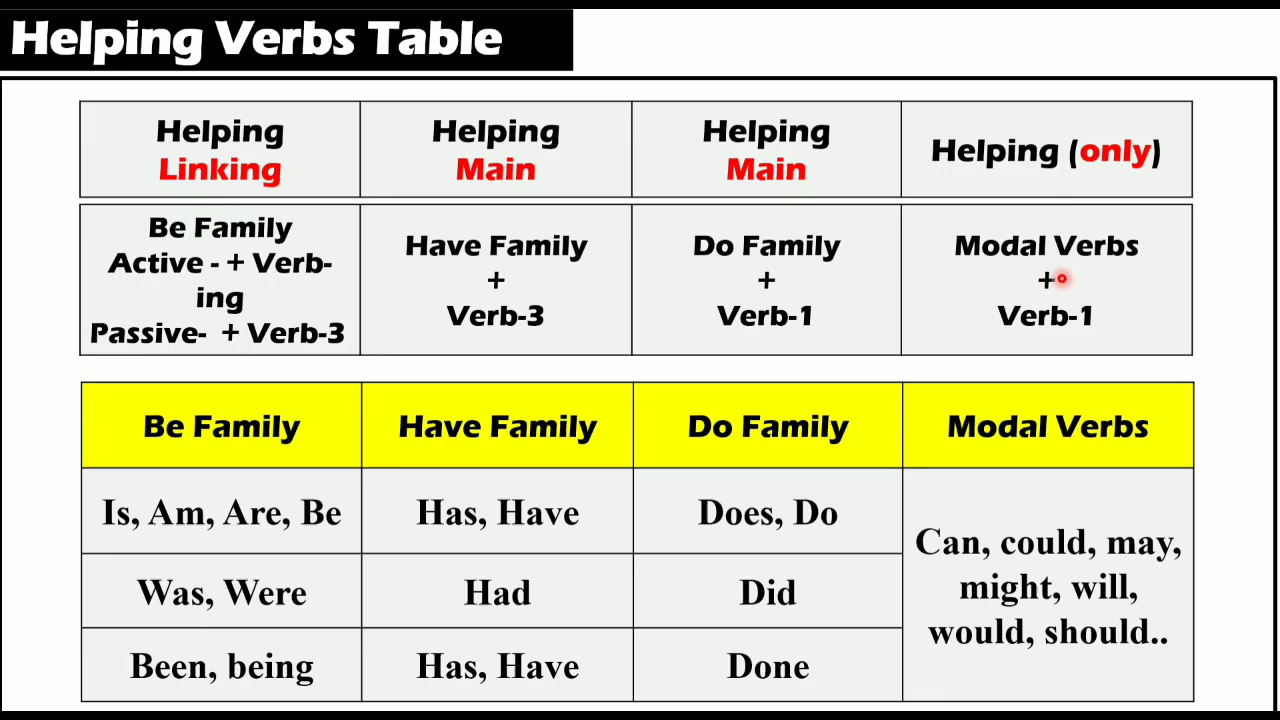 Helping Verbs Table
Helping
Linking
Helping
Main
Helping
Main
Helping (only)
Be Family
Active - + Verb-
ing
Passive-  + Verb-3
Have Family
+
Verb-3
Do Family
+
Verb-1
Modal Verbs
+
Verb-1
Be Family
Have Family
Do Family
Modal Verbs
Is, Am, Are, Be
Has, Have
Does, Do
Can, could, may,
might, will,
would, should..
Was, Were
Had
Did
Been, being
Has, Have
Done